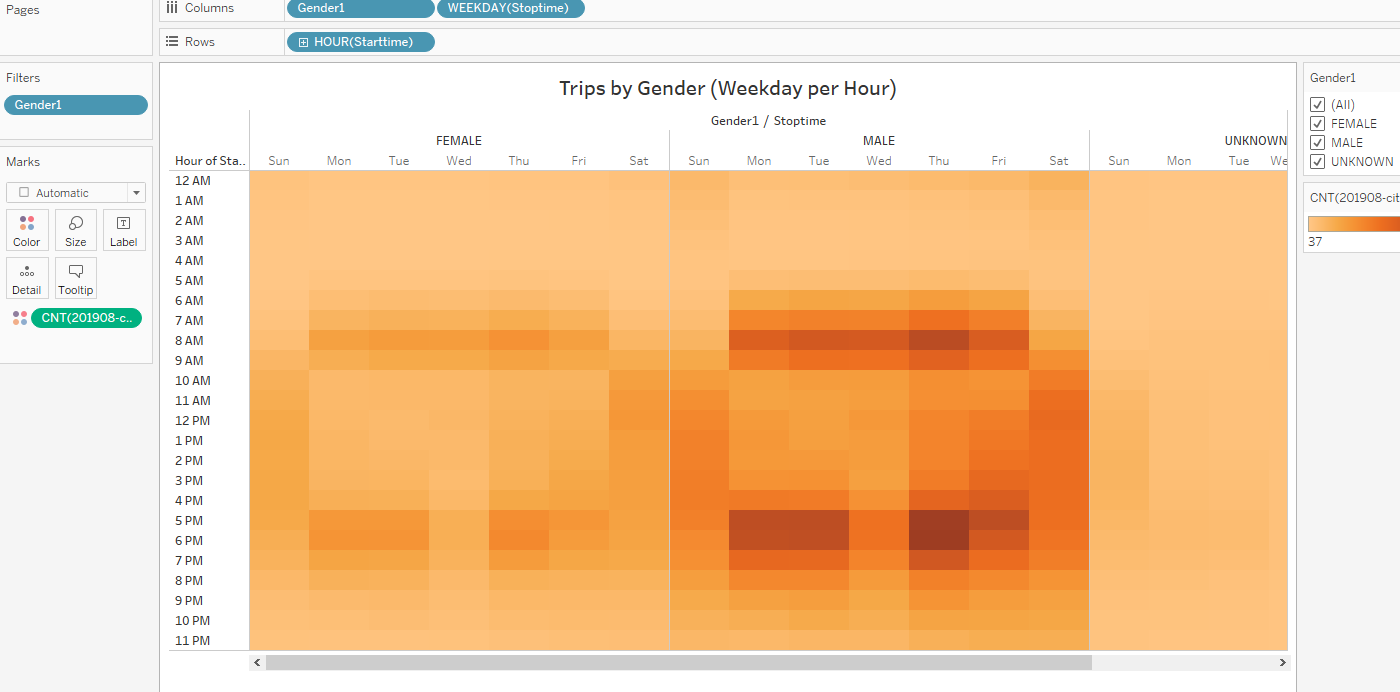 Pages
Columns
Gender1
WEEKDAY(Stoptime)
Rows
HOUR(Starttime)
Filters
Gender1
Marks
Automatic
Color
Size
Label
Detail
Tooltip
CNT(201908-c..
Trips by Gender (Weekday per Hour)
Gender1 / Stoptime
FEMALE MALE UNKNOWN
Hour of Sta.. Sun Mon Tue Wed Thu Fri Sat Sun Mon Tue Wed Thu Fri Sat Sun Mon Tue We
12 AM
1 AM
2 AM
3 AM
4 AM
5 AM
6 AM
7 AM
8 AM
9 AM
10 AM
11 AM
12 PM
1 PM
2 PM
3 PM
4 PM
5 PM
6 PM
7 PM
8 PM
9 PM
10 PM
11 PM
Gender1
(All)
FEMALE
MALE
UNKNOWN
CNT(201908-cit
37